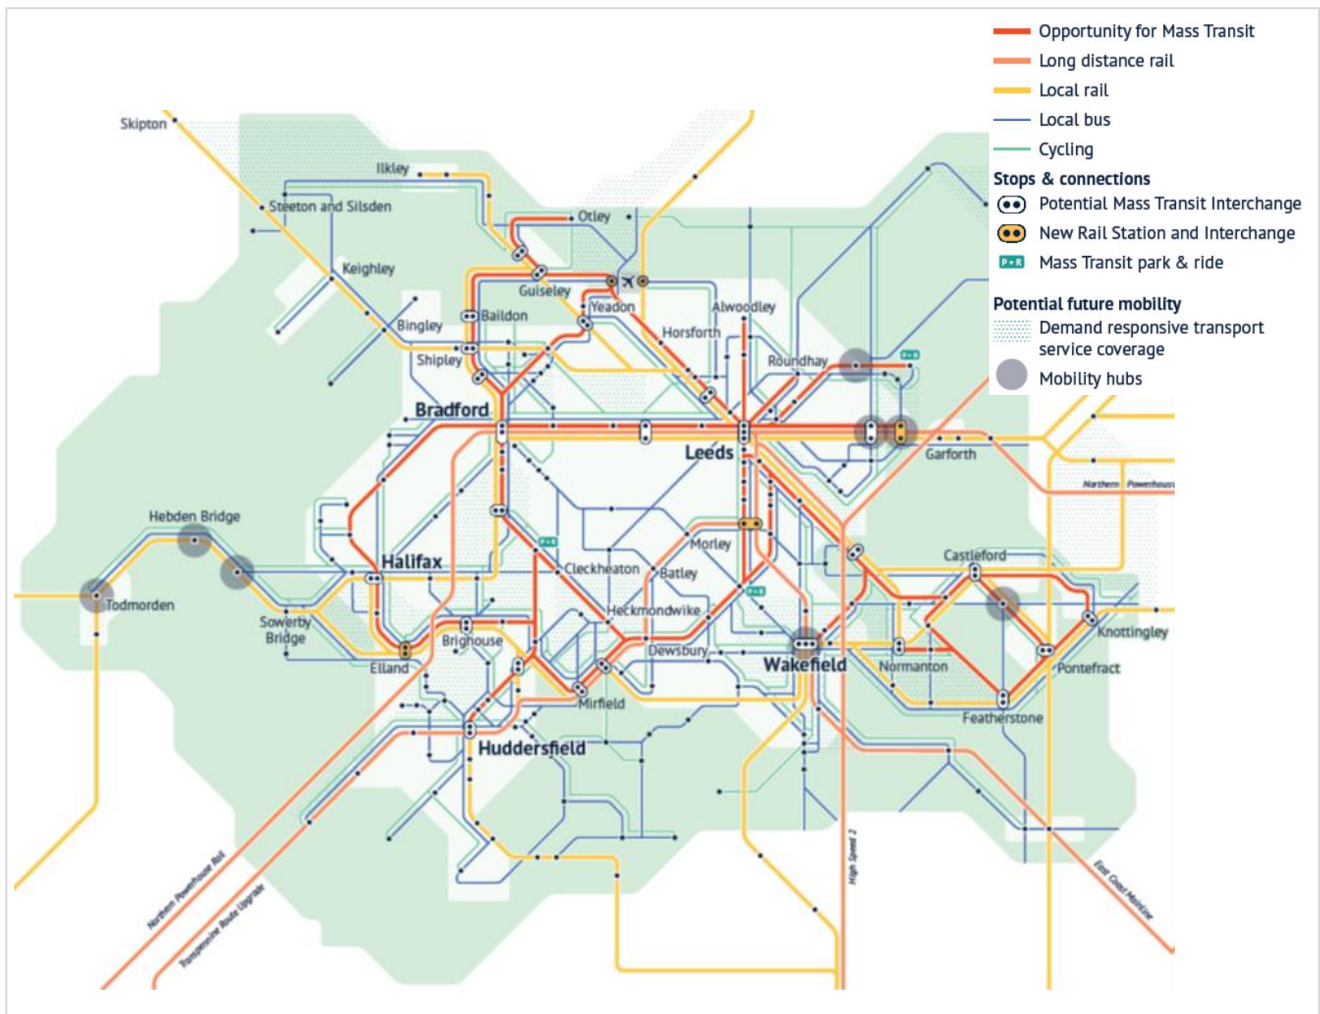 Opportunity for Mass Transit
Long distance rail
Local rail
Local bus
Cycling
Stops & connections
Potential Mass Transit Interchange
New Rail Station and Interchange
P+R Mass Transit park & ride
Potential future mobility
Demand responsive transport
service coverage
Mobility hubs
Skipton
Ilkley
Steeton and Silsden
Otley
Keighley
Guiseley
Yeadon
Alwoodley
Baildon
Bingley
Horsforth
Shipley
Roundhay
P+R
Bradford
Leeds
Garforth
Northern Powerhouse
Hebden Bridge
Morley
P+R
Halifax
Cleckheaton
Batley
Castleford
Todmorden
P+R
Heckmondwike
Sowerby
Bridge
Brighouse
Knottingley
Elland
Dewsbury
Wakefield
Normanton
Pontefract
Mirfield
Featherstone
Huddersfield
High Speed 2
Northern Powerhouse Rail
Transpennine Route Upgrade
East Coast Mainline